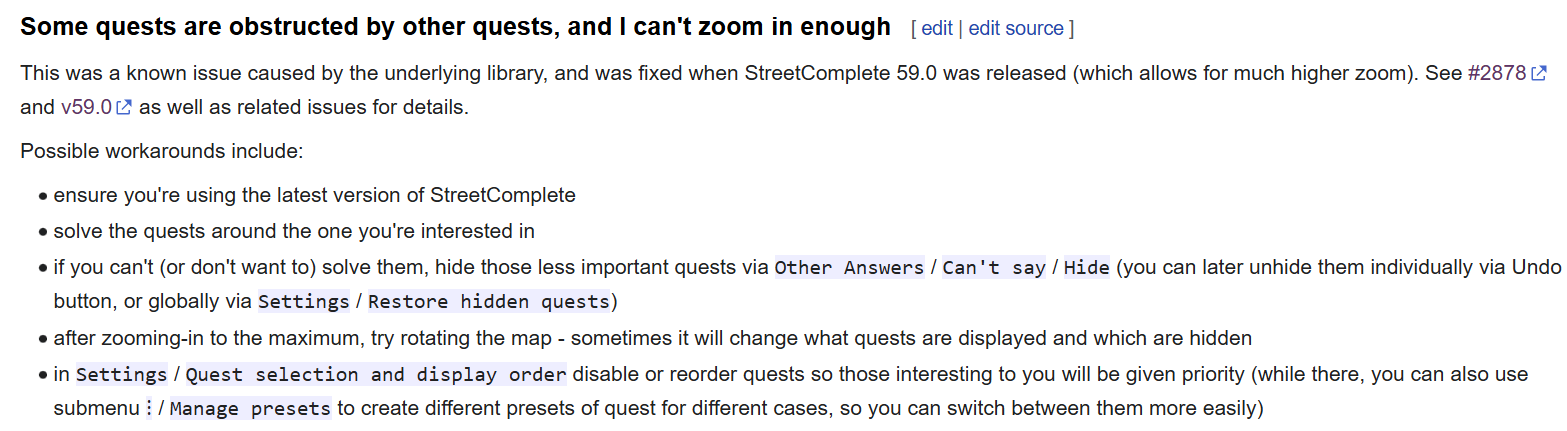 Some quests are obstructed by other quests, and I can't zoom in enough [ edit | edit source ]
This was a known issue caused by the underlying library, and was fixed when StreetComplete 59.0 was released (which allows for much higher zoom). See #2878
and v59.0 as well as related issues for details.
Possible workarounds include:
• ensure you're using the latest version of StreetComplete
• solve the quests around the one you're interested in
• if you can't (or don't want to) solve them, hide those less important quests via Other Answers / Can't say / Hide (you can later unhide them individually via Undo
button, or globally via Settings / Restore hidden quests)
• after zooming-in to the maximum, try rotating the map - sometimes it will change what quests are displayed and which are hidden
• in Settings / Quest selection and display order disable or reorder quests so those interesting to you will be given priority (while there, you can also use
submenu ⋮ / Manage presets to create different presets of quest for different cases, so you can switch between them more easily)